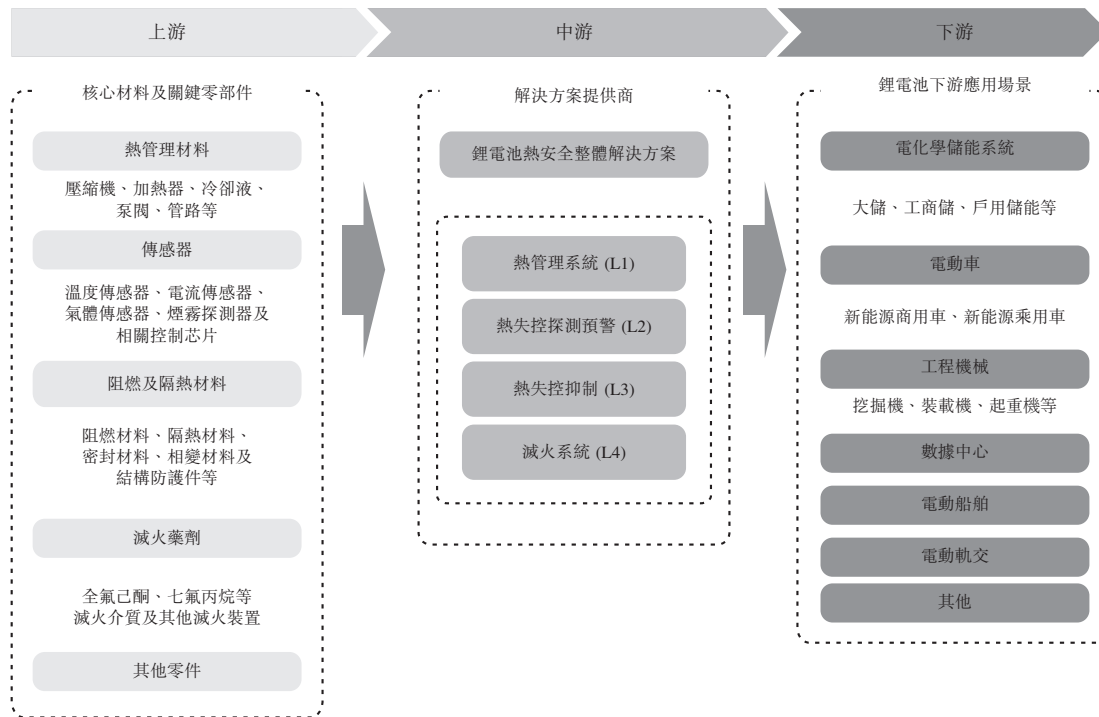 上游
中游
下游
核心材料及關鍵零部件
熱管理材料
壓縮機、加熱器、冷卻液、
泵閥、管路等
傳感器
溫度傳感器、電流傳感器、
氣體傳感器、煙霧探測器及
相關控制芯片
阻燃及隔熱材料
阻燃材料、隔熱材料、
密封材料、相變材料及
結構防護件等
滅火藥劑
全氟己酮、七氟丙烷等
滅火介質及其他滅火裝置
其他零件
解決方案提供商
鋰電池熱安全整體解決方案
熱管理系統 (L1)
熱失控探測預警 (L2)
熱失控抑制 (L3)
滅火系統 (L4)
鋰電池下游應用場景
電化學儲能系統
大儲、工商儲、戶用儲能等
電動車
新能源商用車、新能源乘用車
工程機械
挖掘機、裝載機、起重機等
數據中心
電動船舶
電動軌交
其他